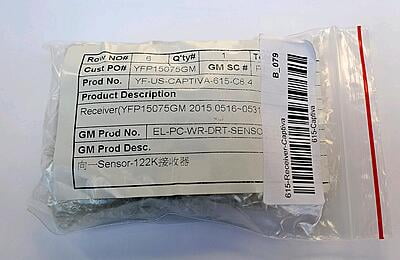 Row NO# 6 Q'ty# 1
Cust PO# YFP15075GM GM SC#
Prod No. YF-US-CAPTIVA-615-C8.4
Product Description
Receiver(YFP15075GM 2015.0516~0531
GM Prod No. EL-PC-WR-DRT-SENSO
GM Prod Desc.
向一Sensor-122K接收器
B_079
615-Receiver-Captiva
615-Captiva